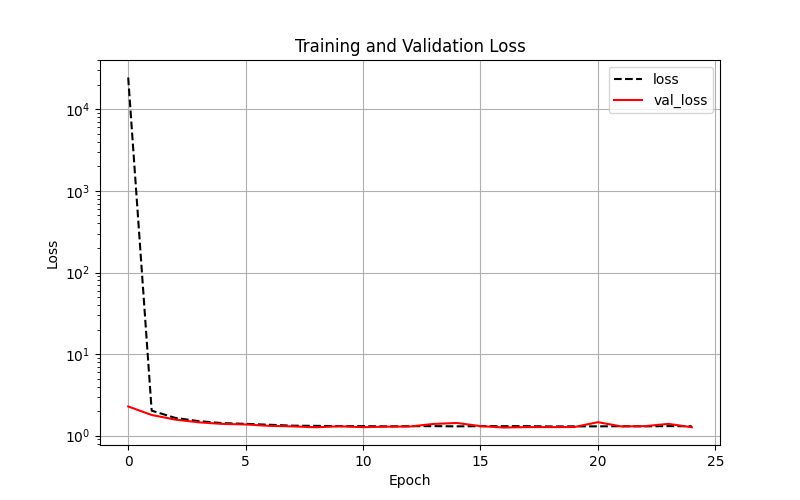 Training and Validation Loss
loss
val_loss
10⁴
10³
10²
10¹
10⁰
Loss
0 5 10 15 20 25
Epoch